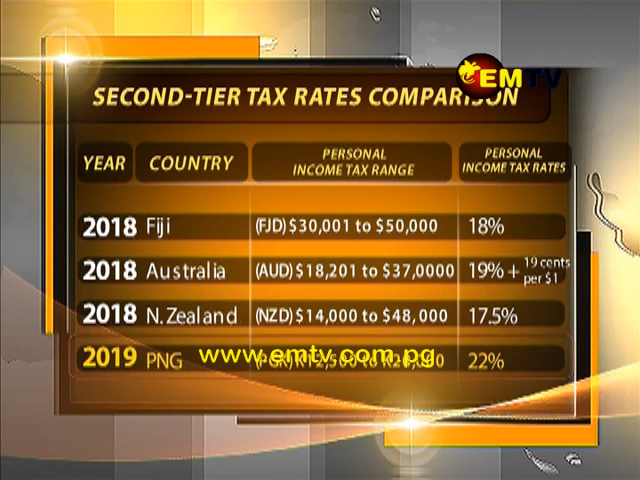 EMTV
SECOND-TIER TAX RATES COMPARISON
YEAR COUNTRY PERSONAL INCOME TAX RANGE PERSONAL INCOME TAX RATES
2018 Fiji (FJD) $30,001 to $50,000 18%
2018 Australia (AUD) $18,201 to $37,0000 19% + 19 cents per $1
2018 N.Zealand (NZD) $14,000 to $48,000 17.5%
2019 PNG (PGK) to 22%
www.emtv.com.pg